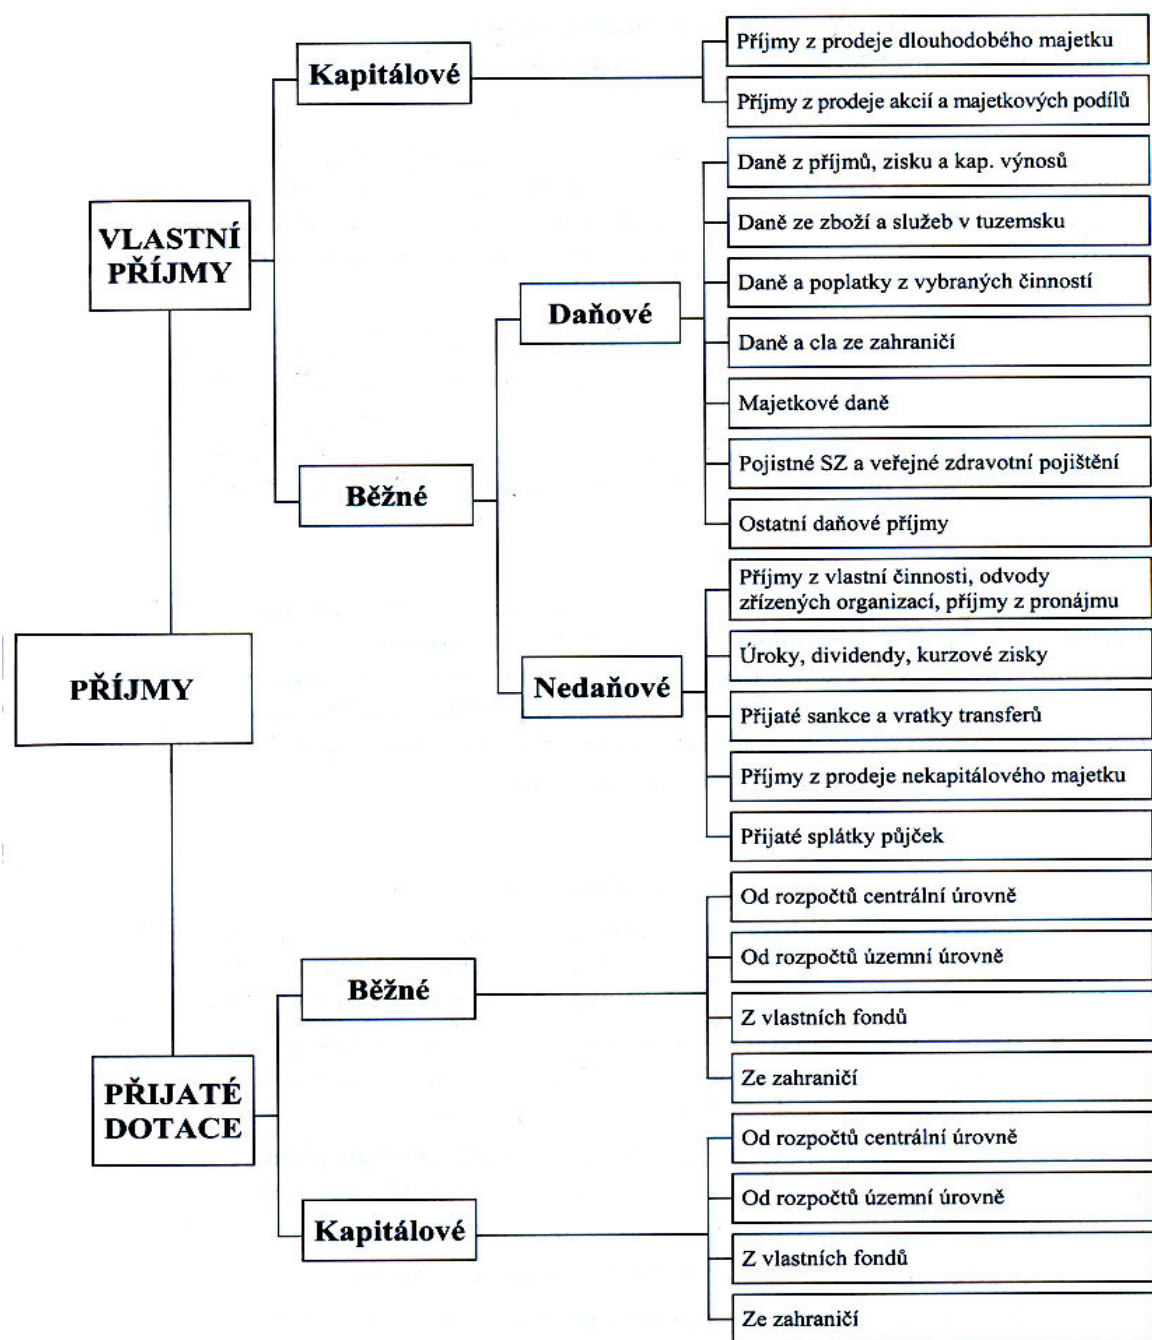 Příjmy z prodeje dlouhodobého majetku
Kapitálové
Příjmy z prodeje akcií a majetkových podílů
Daně z příjmů, zisku a kap. výnosů
VLASTNÍ
PŘÍJMY
Daně ze zboží a služeb v tuzemsku
Daně a poplatky z vybraných činností
Daňové
Daně a cla ze zahraničí
Majetkové daně
Pojistné SZ a veřejné zdravotní pojištění
Běžné
Ostatní daňové příjmy
Příjmy z vlastní činnosti, odvody
zřízených organizací, příjmy z pronájmu
Úroky, dividendy, kurzové zisky
PŘÍJMY
Nedaňové
Přijaté sankce a vratky transferů
Příjmy z prodeje nekapitálového majetku
Přijaté splátky půjček
Od rozpočtů centrální úrovně
Od rozpočtů územní úrovně
Běžné
Z vlastních fondů
Ze zahraničí
PŘIJATÉ
DOTACE
Od rozpočtů centrální úrovně
Od rozpočtů územní úrovně
Kapitálové
Z vlastních fondů
Ze zahraničí